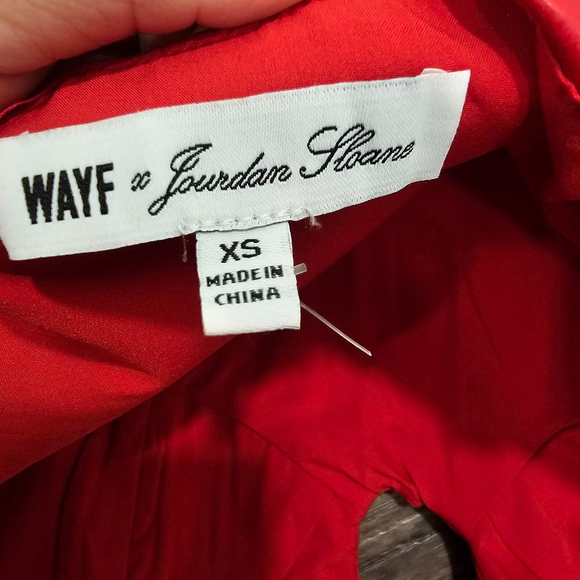 WAYF x Jourdan Sloane
XS
MADE IN
CHINA